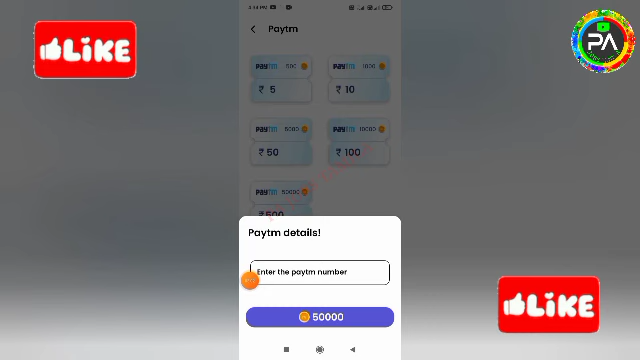 LiKE
PA
Paytm
PAYTM 500
PAYTM 1000
₹ 5
₹ 10
PAYTM 5000
PAYTM 10000
₹ 50
₹ 100
PAYTM 50000
₹ 500
Paytm details!
Enter the paytm number
50000
LiKE